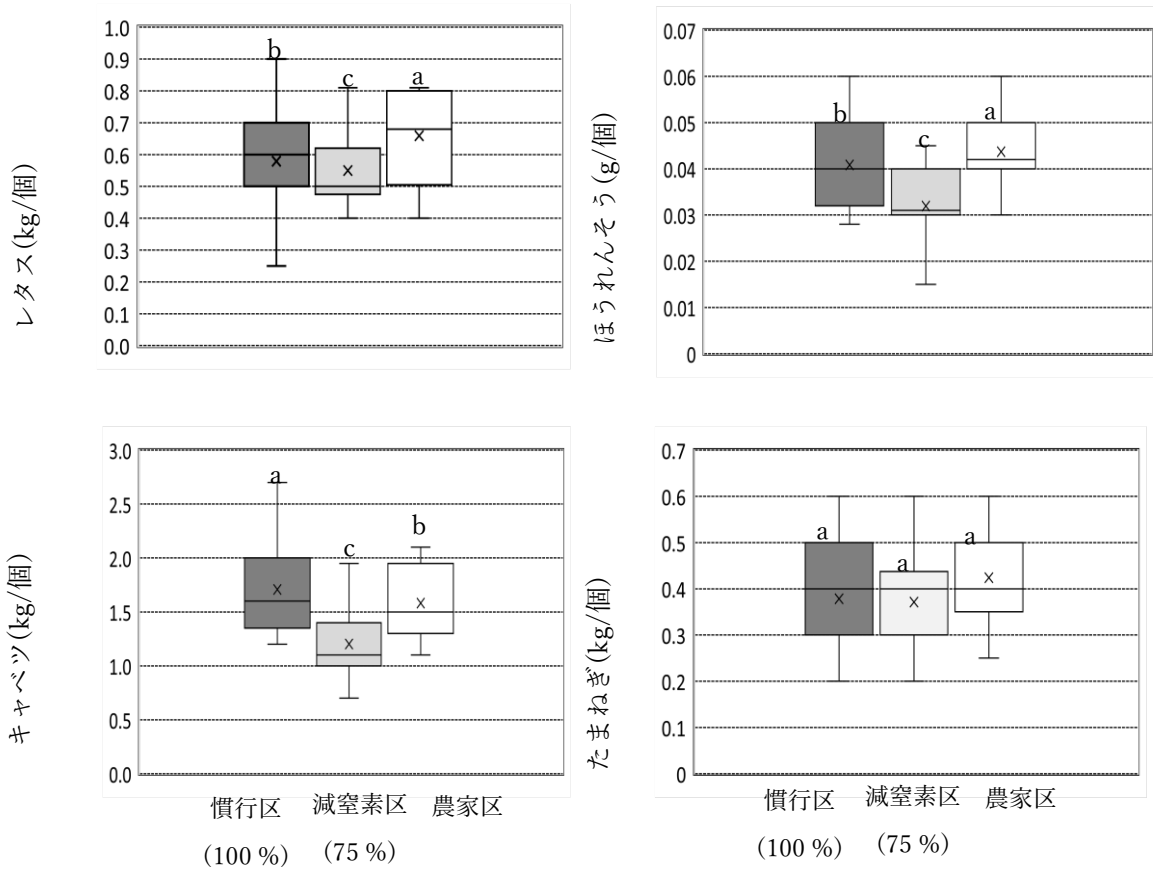 1.0
0.9
0.8
0.7
0.6
0.5
0.4
0.3
0.2
0.1
0.0
レタス(kg/個)
b
c
a
0.07
0.06
0.05
0.04
0.03
0.02
0.01
0
ほうれんそう(g/個)
b
c
a
3.0
2.5
2.0
1.5
1.0
0.5
0.0
キャベツ(kg/個)
a
c
b
0.7
0.6
0.5
0.4
0.3
0.2
0.1
0
たまねぎ(kg/個)
a
a
a
慣行区 減窒素区 農家区
(100 %) (75 %)
慣行区 減窒素区 農家区
(100 %) (75 %)